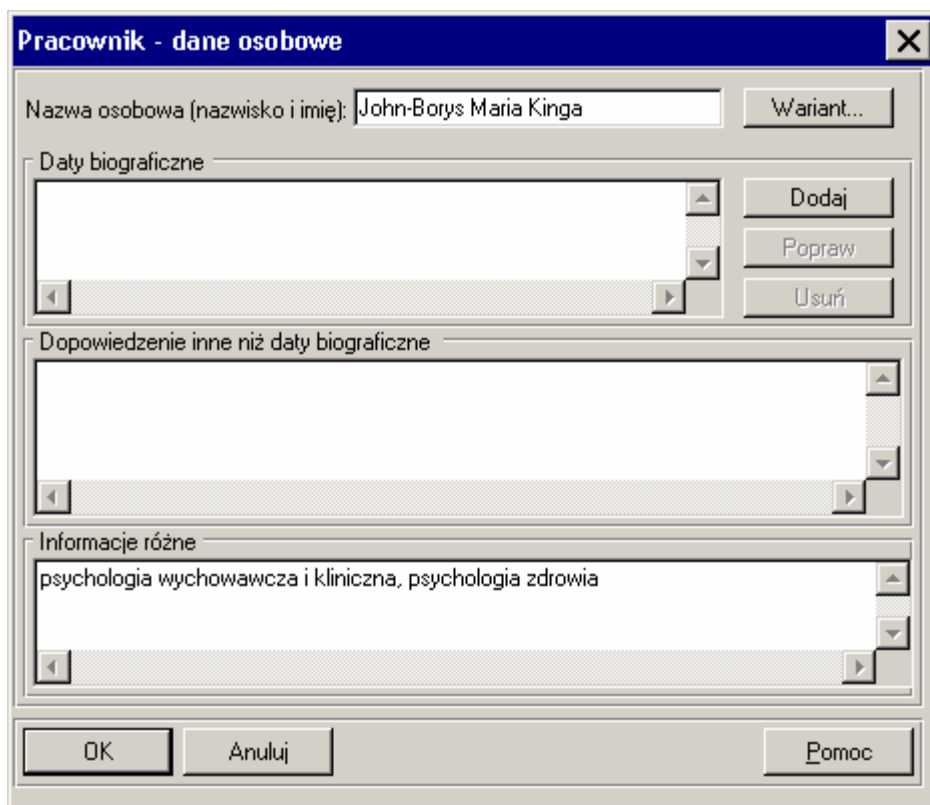 Pracownik - dane osobowe
Nazwa osobowa (nazwisko i imię): John-Borys Maria Kinga Wariant...
Daty biograficzne
Dodaj
Popraw
Usuń
Dopowiedzenie inne niż daty biograficzne
Informacje różne
psychologia wychowawcza i kliniczna, psychologia zdrowia
OK Anuluj Pomoc